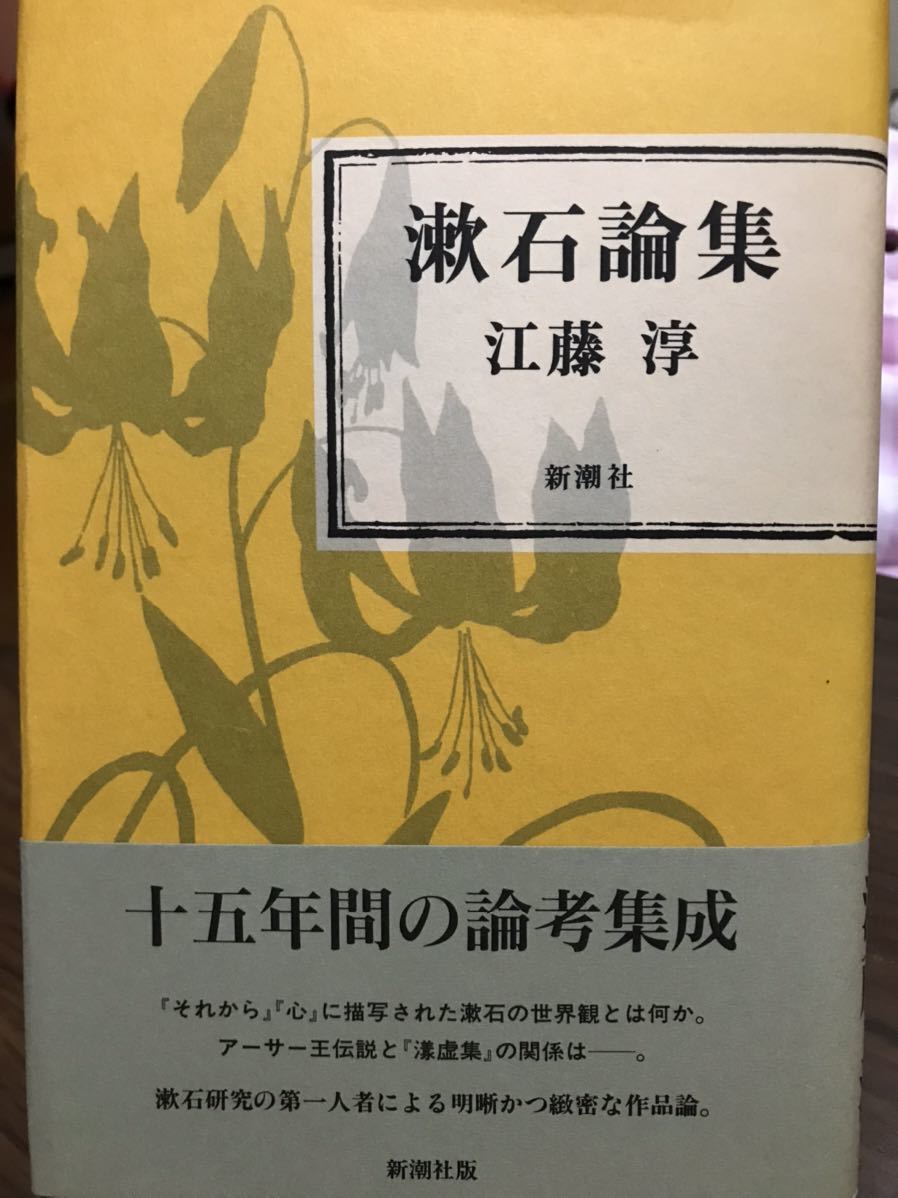 漱石論集
江藤 淳
新潮社
十五年間の論考集成
『それから』『心』に描写された漱石の世界観とは何か。
アーサー王伝説と『漾虚集』の関係は――。
漱石研究の第一人者による明晰かつ緻密な作品論。
新潮社版